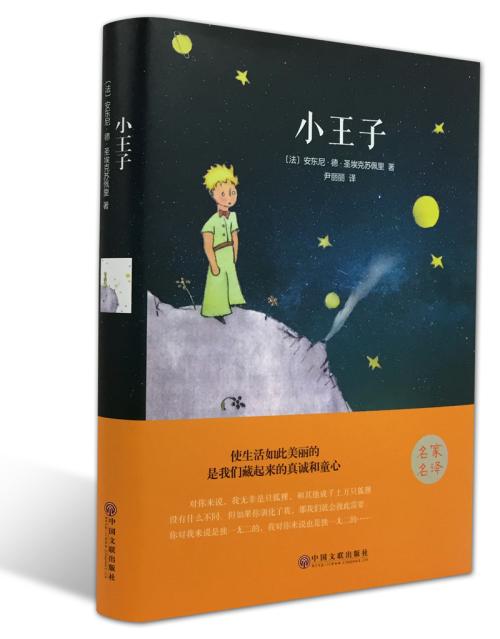 〔法〕安东尼·德·圣埃克苏佩里 著
小王子
中国文联出版社
小王子
〔法〕安东尼·德·圣埃克苏佩里 著
尹丽丽 译
使生活如此美丽的
是我们藏起来的真诚和童心
名家
名译
对你来说，我无非是只狐狸，和其他成千上万只狐狸
没有什么不同。但如果你驯化了我，那我们就会彼此需要。
你对我来说是独一无二的，我对你来说也是独一无二的……
中国文联出版社